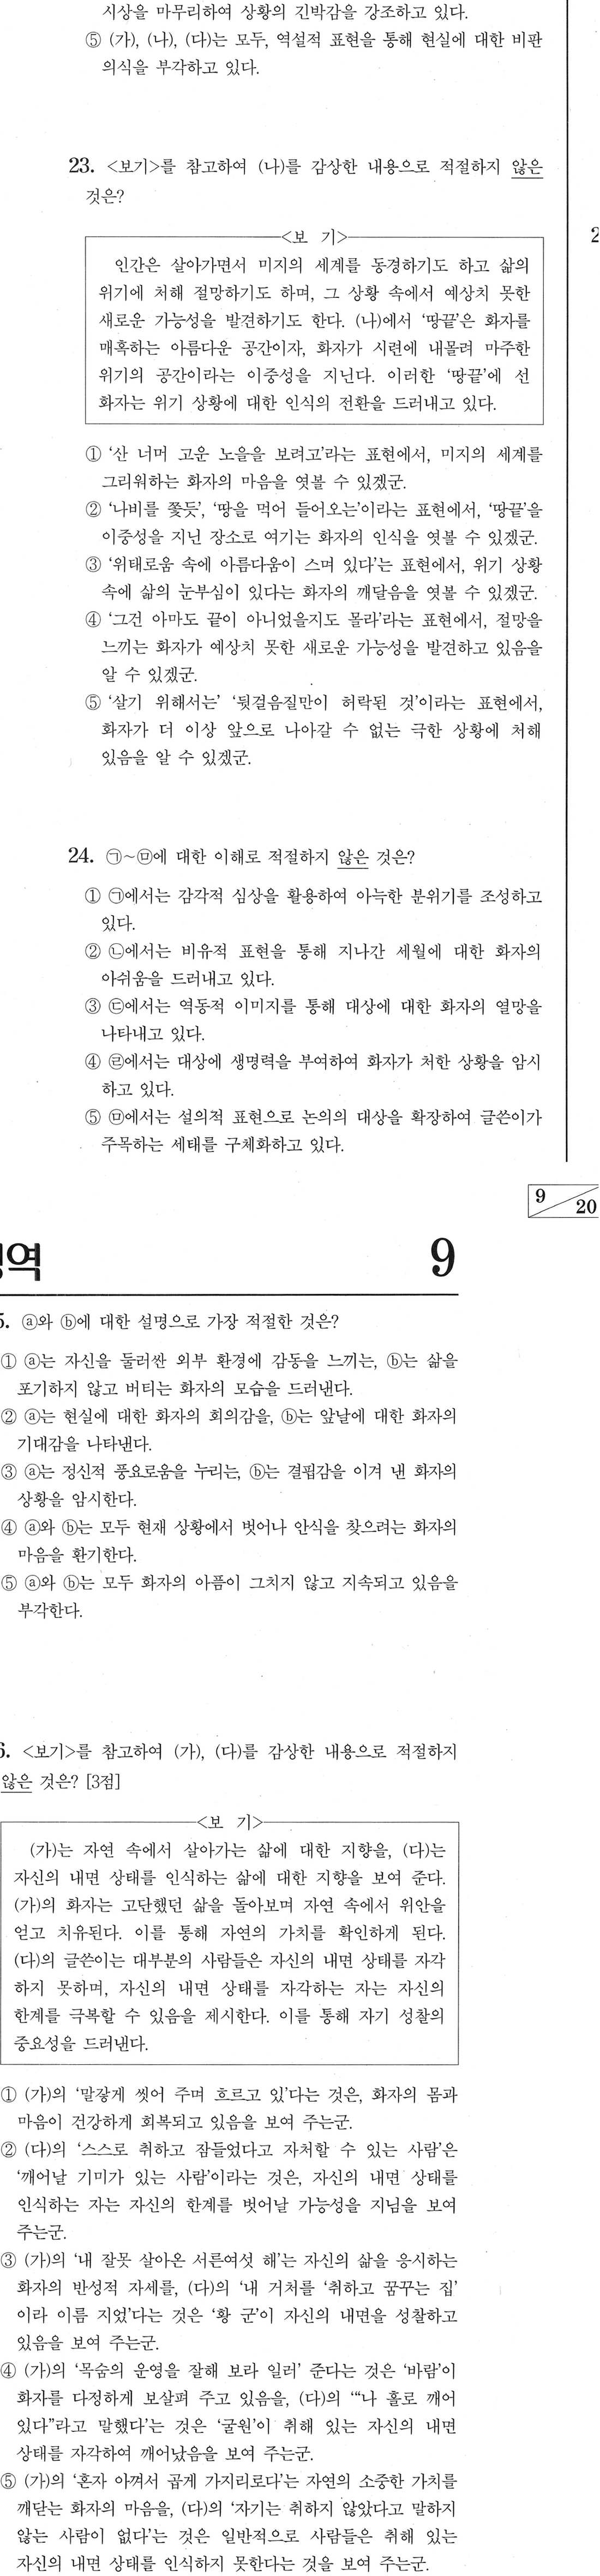 시상을 마무리하여 상황의 긴박감을 강조하고 있다.
⑤ (가), (나), (다)는 모두, 역설적 표현을 통해 현실에 대한 비판
의식을 부각하고 있다.
23. <보기>를 참고하여 (나)를 감상한 내용으로 적절하지 않은
것은?
<보 기>
인간은 살아가면서 미지의 세계를 동경하기도 하고 삶의
위기에 처해 절망하기도 하며, 그 상황 속에서 예상치 못한
새로운 가능성을 발견하기도 한다. (나)에서 '땅끝'은 화자를
매혹하는 아름다운 공간이자, 화자가 시련에 내몰려 마주한
위기의 공간이라는 이중성을 지닌다. 이러한 '땅끝'에 선
화자는 위기 상황에 대한 인식의 전환을 드러내고 있다.
① '산 너머 고운 노을을 보려고'라는 표현에서, 미지의 세계를
그리워하는 화자의 마음을 엿볼 수 있겠군.
② '나비를 좇듯', '땅을 먹어 들어오는'이라는 표현에서, '땅끝'을
이중성을 지닌 장소로 여기는 화자의 인식을 엿볼 수 있겠군.
③ '위태로움 속에 아름다움이 스며 있다'는 표현에서, 위기 상황
속에 삶의 눈부심이 있다는 화자의 깨달음을 엿볼 수 있겠군.
④ '그건 아마도 끝이 아니었을지도 몰라'라는 표현에서, 절망을
느끼는 화자가 예상치 못한 새로운 가능성을 발견하고 있음을
알 수 있겠군.
⑤ '살기 위해서는' '뒷걸음질만이 허락된 것'이라는 표현에서,
화자가 더 이상 앞으로 나아갈 수 없는 극한 상황에 처해
있음을 알 수 있겠군.
24. ㉠~㉤에 대한 이해로 적절하지 않은 것은?
① ㉠에서는 감각적 심상을 활용하여 아늑한 분위기를 조성하고
있다.
② ㉡에서는 비유적 표현을 통해 지나간 세월에 대한 화자의
아쉬움을 드러내고 있다.
③ ㉢에서는 역동적 이미지를 통해 대상에 대한 화자의 열망을
나타내고 있다.
④ ㉣에서는 대상에 생명력을 부여하여 화자가 처한 상황을 암시
하고 있다.
⑤ ㉤에서는 설의적 표현으로 논의의 대상을 확장하여 글쓴이가
주목하는 세태를 구체화하고 있다.
9
20
영역
9
5. ⓐ와 ⓑ에 대한 설명으로 가장 적절한 것은?
① ⓐ는 자신을 둘러싼 외부 환경에 감동을 느끼는, ⓑ는 삶을
포기하지 않고 버티는 화자의 모습을 드러낸다.
② ⓐ는 현실에 대한 화자의 회의감을, ⓑ는 앞날에 대한 화자의
기대감을 나타낸다.
③ ⓐ는 정신적 풍요로움을 누리는, ⓑ는 결핍감을 이겨 낸 화자의
상황을 암시한다.
④ ⓐ와 ⓑ는 모두 현재 상황에서 벗어나 안식을 찾으려는 화자의
마음을 환기한다.
⑤ ⓐ와 ⓑ는 모두 화자의 아픔이 그치지 않고 지속되고 있음을
부각한다.
6. <보기>를 참고하여 (가), (다)를 감상한 내용으로 적절하지
않은 것은? [3점]
<보 기>
(가)는 자연 속에서 살아가는 삶에 대한 지향을, (다)는
자신의 내면 상태를 인식하는 삶에 대한 지향을 보여 준다.
(가)의 화자는 고단했던 삶을 돌아보며 자연 속에서 위안을
얻고 치유된다. 이를 통해 자연의 가치를 확인하게 된다.
(다)의 글쓴이는 대부분의 사람들은 자신의 내면 상태를 자각
하지 못하며, 자신의 내면 상태를 자각하는 자는 자신의
한계를 극복할 수 있음을 제시한다. 이를 통해 자기 성찰의
중요성을 드러낸다.
① (가)의 '말갛게 씻어 주며 흐르고 있'다는 것은, 화자의 몸과
마음이 건강하게 회복되고 있음을 보여 주는군.
② (다)의 '스스로 취하고 잠들었다고 자처할 수 있는 사람'은
'깨어날 기미가 있는 사람'이라는 것은, 자신의 내면 상태를
인식하는 자는 자신의 한계를 벗어날 가능성을 지님을 보여
주는군.
③ (가)의 '내 잘못 살아온 서른여섯 해'는 자신의 삶을 응시하는
화자의 반성적 자세를, (다)의 '내 거처를 '취하고 꿈꾸는 집'
이라 이름 지었'다는 것은 '황 군'이 자신의 내면을 성찰하고
있음을 보여 주는군.
④ (가)의 '목숨의 운영을 잘해 보라 일러' 준다는 것은 '바람'이
화자를 다정하게 보살펴 주고 있음을, (다)의 '"나 홀로 깨어
있다"라고 말했다'는 것은 '굴원'이 취해 있는 자신의 내면
상태를 자각하여 깨어났음을 보여 주는군.
⑤ (가)의 '혼자 아껴서 곱게 가지리로다'는 자연의 소중한 가치를
깨닫는 화자의 마음을, (다)의 '자기는 취하지 않았다고 말하지
않는 사람이 없다'는 것은 일반적으로 사람들은 취해 있는
자신의 내면 상태를 인식하지 못한다는 것을 보여 주는군.